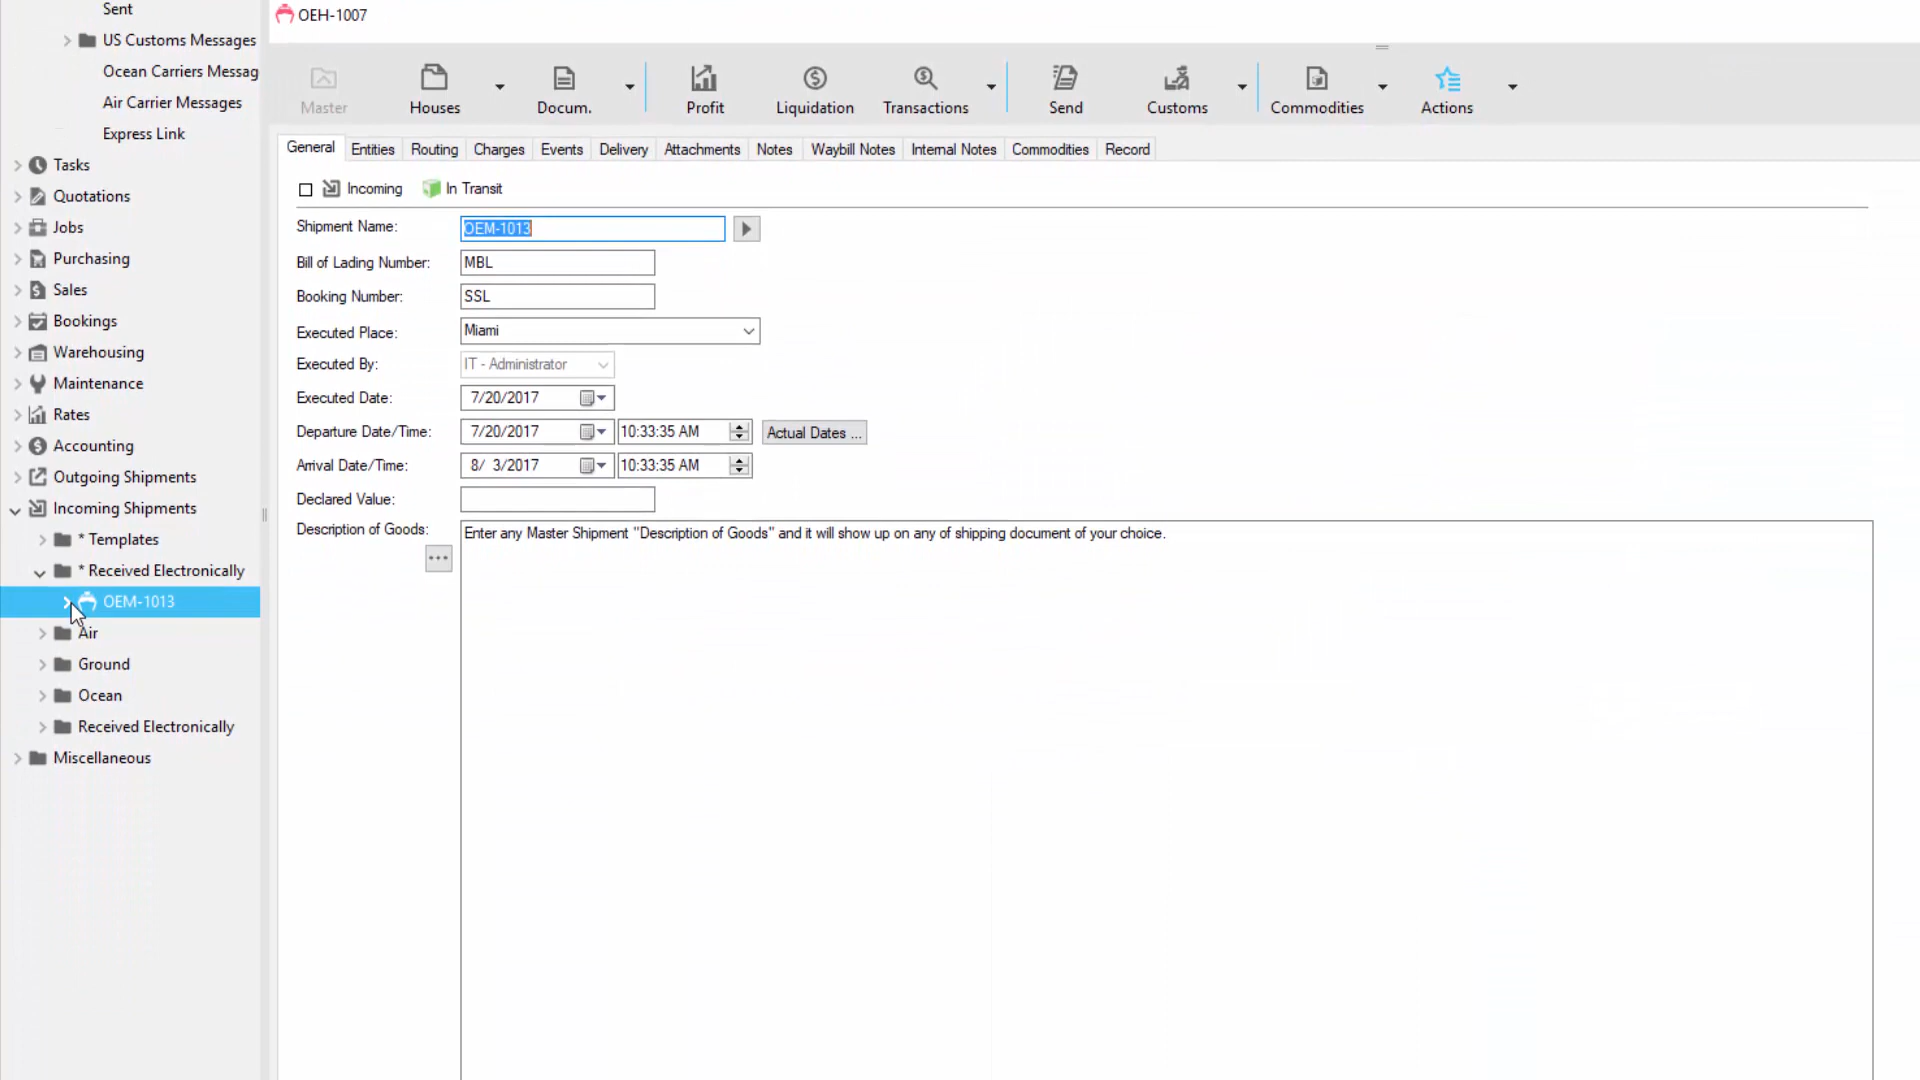 Sent
US Customs Messages
Ocean Carriers Messag
Air Carrier Messages
Express Link
Tasks
Quotations
Jobs
Purchasing
Sales
Bookings
Warehousing
Maintenance
Rates
Accounting
Outgoing Shipments
Incoming Shipments
* Templates
* Received Electronically
OEM-1013
Air
Ground
Ocean
Received Electronically
Miscellaneous
OEH-1007
Master Houses Docum. Profit Liquidation Transactions Send Customs Commodities Actions
General Entities Routing Charges Events Delivery Attachments Notes Waybill Notes Internal Notes Commodities Record
Incoming In Transit
Shipment Name: OEM-1013
Bill of Lading Number: MBL
Booking Number: SSL
Executed Place: Miami
Executed By: IT - Administrator
Executed Date: 7/20/2017
Departure Date/Time: 7/20/2017 10:33:35 AM Actual Dates ...
Arrival Date/Time: 8/ 3/2017 10:33:35 AM
Declared Value:
Description of Goods: Enter any Master Shipment "Description of Goods" and it will show up on any of shipping document of your choice.
...